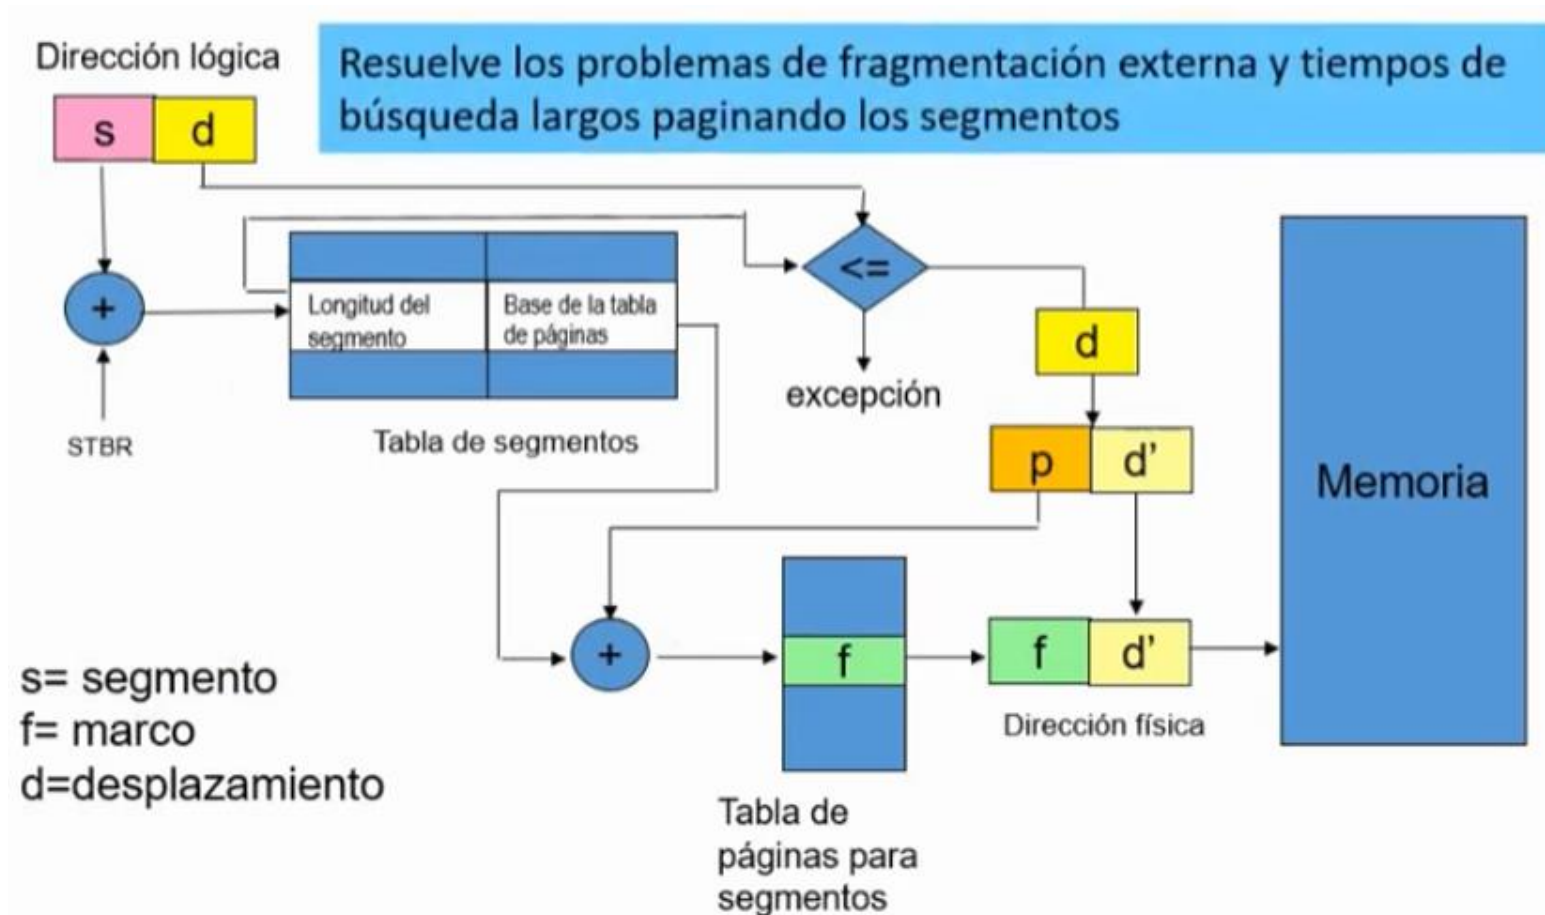 Dirección lógica
Resuelve los problemas de fragmentación externa y tiempos de
búsqueda largos paginando los segmentos
s d
<=
+
Longitud del
segmento
Base de la tabla
de páginas
d
excepción
STBR
Tabla de segmentos
p d'
Memoria
+
f
f d'
Dirección física
s= segmento
f= marco
d=desplazamiento
Tabla de
páginas para
segmentos